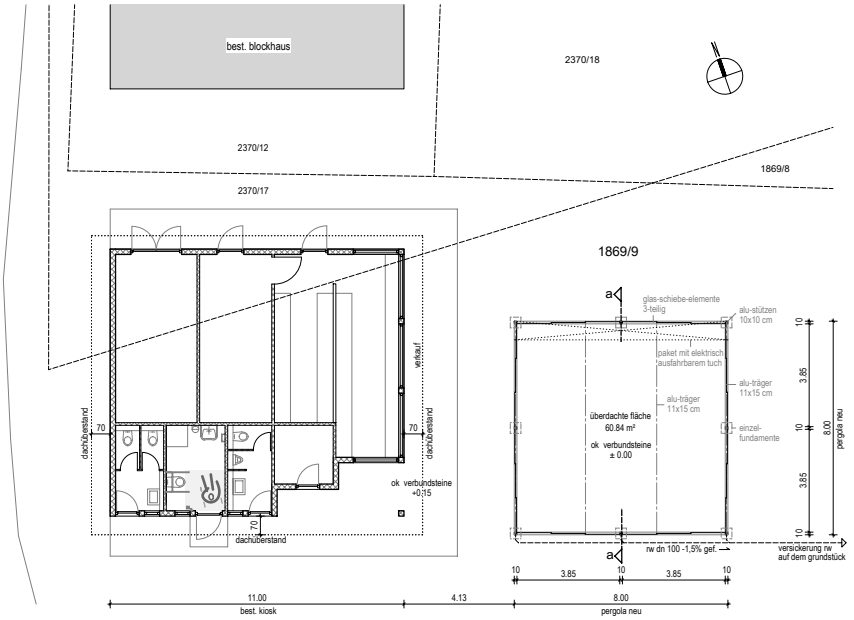 best. blockhaus
2370/18
2370/12
1869/8
2370/17
1869/9
a
glas-schiebe-elemente
3-teilig
alu-stützen
10x10 cm
10
paket mit elektrisch
ausfahrbarem tuch
verkauf
3.85
alu-träger
11x15 cm
alu-träger
11x15 cm
überdachte fläche
60.84 m²
ok verbundsteine
± 0.00
einzel-
fundamente
10
8.00
pergola neu
dachüberstand
70
70
dachüberstand
ok verbundsteine
+0.15
3.85
70
dachüberstand
a
rw dn 100 -1,5% gef.
10
versickerung rw
auf dem grundstück
10
3.85
10
3.85
10
11.00
4.13
8.00
best. kiosk
pergola neu